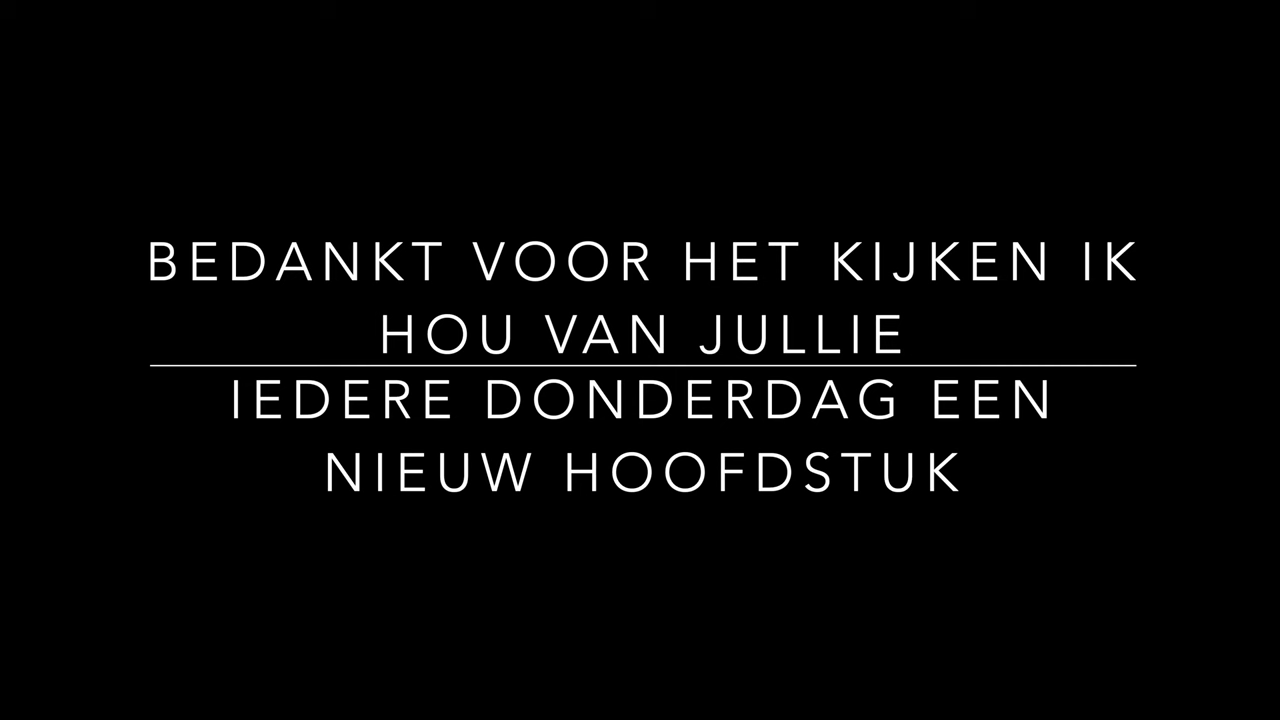 BEDANKT VOOR HET KIJKEN IK
HOU VAN JULLIE
IEDERE DONDERDAG EEN
NIEUW HOOFDSTUK